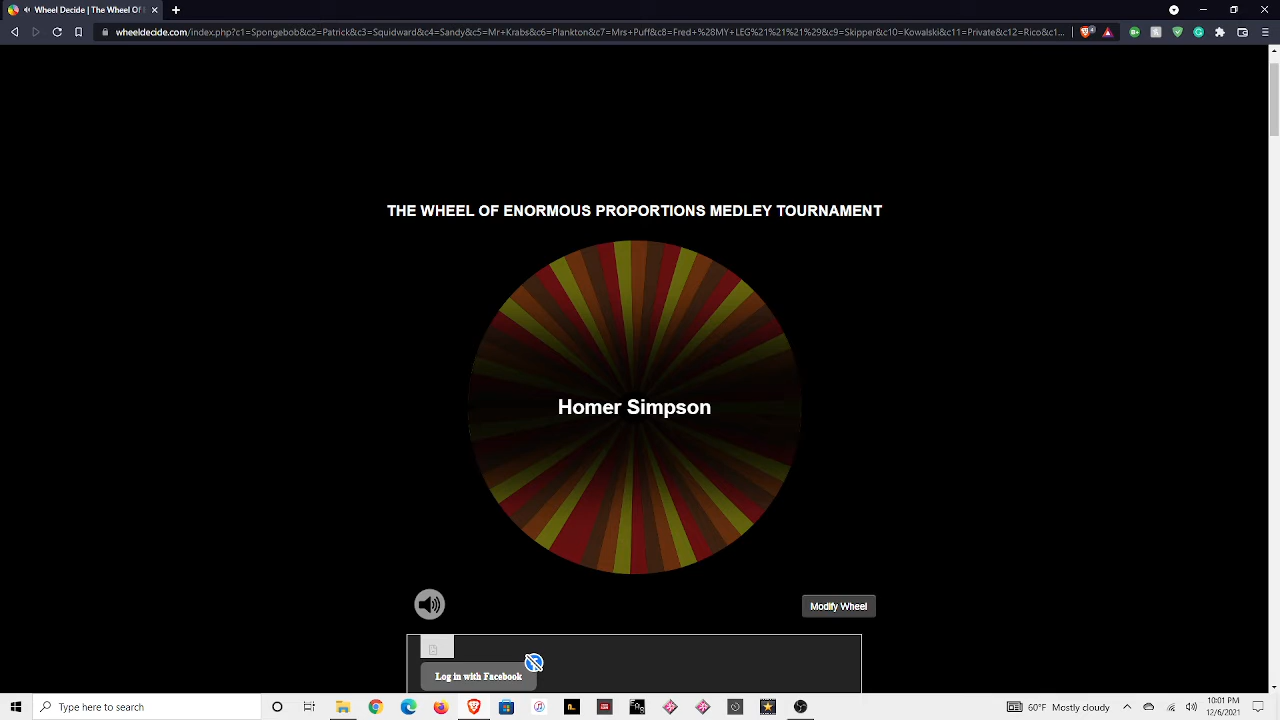 Wheel Decide | The Wheel Of
wheeldecide.com/index.php?c1=Spongebob&c2=Patrick&c3=Squidward&c4=Sandy&c5=Mr+Krabs&c6=Plankton&c7=Mrs+Puff&c8=Fred+%28MY+LEG%21%21%21%29&c9=Skipper&c10=Kowalski&c11=Private&c12=Rico&c1...
THE WHEEL OF ENORMOUS PROPORTIONS MEDLEY TOURNAMENT
Homer Simpson
Modify Wheel
Log in with Facebook
Type here to search
60°F Mostly cloudy
10:01 PM
12/6/2021